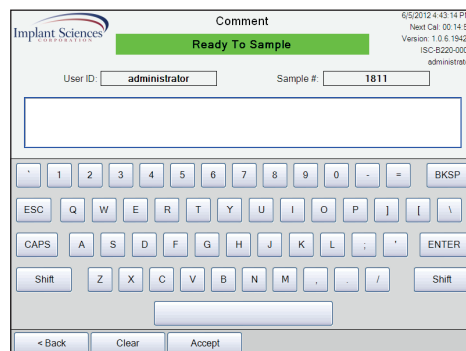 Implant Sciences
CORPORATION
Comment
Ready To Sample
6/5/2012 4:43:14 PM
Next Cal: 00:14:
Version: 1.0.6.1942
ISC-B220-000
administrat
User ID: administrator Sample #: 1811
` 1 2 3 4 5 6 7 8 9 0 - = BKSP
ESC Q W E R T Y U I O P ] [ \
CAPS A S D F G H J K L ; ' ENTER
Shift Z X C V B N M , . / Shift
< Back Clear Accept